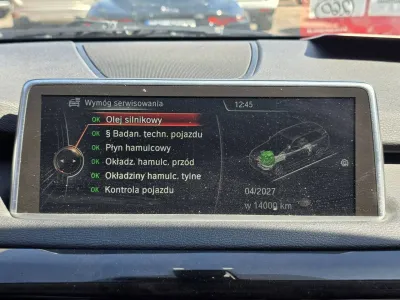 Wymóg serwisowania
12:45
OK Olej silnikowy
OK § Badan. techn. pojazdu
OK Płyn hamulcowy
OK Okładz. hamulc. przód
OK Okładziny hamulc. tylne
OK Kontrola pojazdu
04/2027
w 14000 km